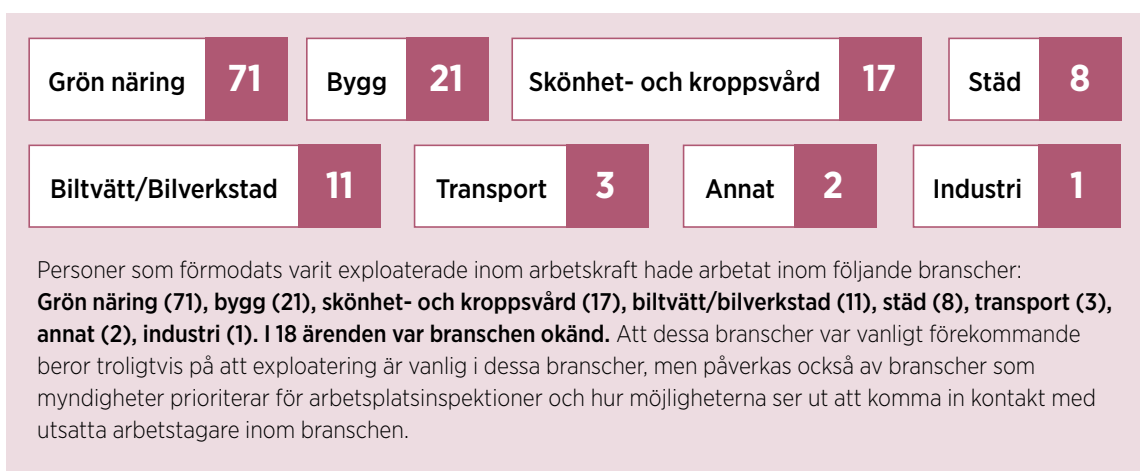 Grön näring 71 Bygg 21 Skönhet- och kroppsvård 17 Städ 8
Biltvätt/Bilverkstad 11 Transport 3 Annat 2 Industri 1
Personer som förmodats varit exploaterade inom arbetskraft hade arbetat inom följande branscher:
Grön näring (71), bygg (21), skönhet- och kroppsvård (17), biltvätt/bilverkstad (11), städ (8), transport (3),
annat (2), industri (1). I 18 ärenden var branschen okänd. Att dessa branscher var vanligt förekommande
beror troligtvis på att exploatering är vanlig i dessa branscher, men påverkas också av branscher som
myndigheter prioriterar för arbetsplatsinspektioner och hur möjligheterna ser ut att komma in kontakt med
utsatta arbetstagare inom branschen.